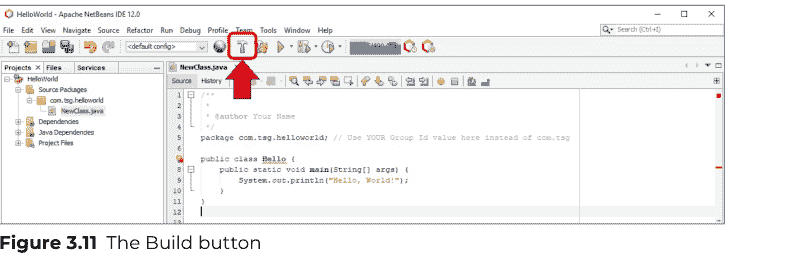 HelloWorld - Apache NetBeans IDE 12.0
File Edit View Navigate Source Refactor Run Debug Profile Team Tools Window Help
Search (Ctrl+I)
<default config>
Projects Files Services
NewClass.java
Source History
HelloWorld
Source Packages
com.tsg.helloworld
NewClass.java
Dependencies
Java Dependencies
Project Files
1 /**
2 *
3 * @author Your Name
4 */
5 package com.tsg.helloworld; // Use YOUR Group Id value here instead of com.tsg
6
public class Hello {
8 public static void main(String[] args) {
9 System.out.println("Hello, World!");
10 }
11 }
12
Figure 3.11 The Build button